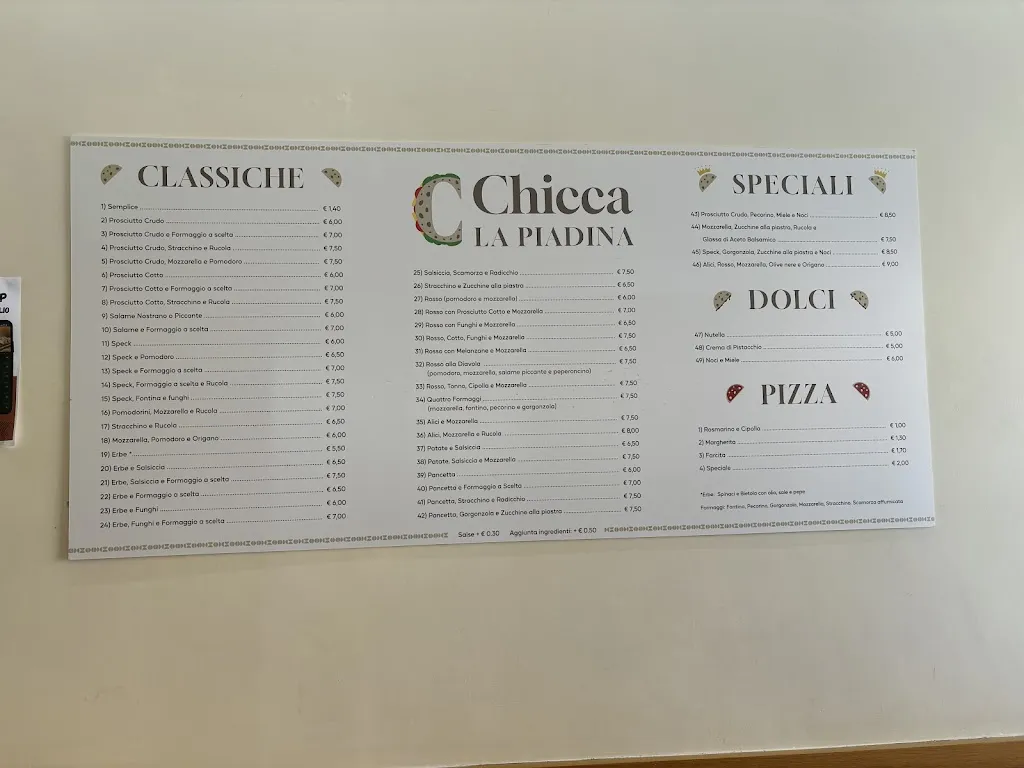 CLASSICHE
1) Semplice € 1,40
2) Prosciutto Crudo € 6,00
3) Prosciutto Crudo e Formaggio a scelta € 7,00
4) Prosciutto Crudo, Stracchino e Rucola € 7,50
5) Prosciutto Crudo, Mozzarella e Pomodoro € 7,50
6) Prosciutto Cotto € 6,00
7) Prosciutto Cotto e Formaggio a scelta € 7,00
8) Prosciutto Cotto, Stracchino e Rucola € 7,50
9) Salame Nostrano o Piccante € 6,00
10) Salame e Formaggio a scelta € 7,00
11) Speck € 6,00
12) Speck e Pomodoro € 6,50
13) Speck e Formaggio a scelta € 7,00
14) Speck, Formaggio a scelta e Rucola € 7,50
15) Speck, Fontina e funghi € 7,50
16) Pomodorini, Mozzarella e Rucola € 7,00
17) Stracchino e Rucola € 6,50
18) Mozzarella, Pomodoro e Origano € 6,00
19) Erbe * € 5,50
20) Erbe e Salsiccia € 6,50
21) Erbe, Salsiccia e Formaggio a scelta € 7,50
22) Erbe e Formaggio a scelta € 6,50
23) Erbe e Funghi € 6,00
24) Erbe, Funghi e Formaggio a scelta € 7,00
Chicca
LA PIADINA
25) Salsiccia, Scamorza e Radicchio € 7,50
26) Stracchino e Zucchine alla piastra € 6,50
27) Rosso (pomodoro e mozzarella) € 6,00
28) Rosso con Prosciutto Cotto e Mozzarella € 7,00
29) Rosso con Funghi e Mozzarella € 6,50
30) Rosso, Cotto, Funghi e Mozzarella € 7,50
31) Rosso con Melanzane e Mozzarella € 6,50
32) Rosso alla Diavola € 7,50
(pomodoro, mozzarella, salame piccante e peperoncino)
33) Rosso, Tonno, Cipolla e Mozzarella € 7,50
34) Quattro Formaggi € 7,50
(mozzarella, fontina, pecorino e gorgonzola)
35) Alici e Mozzarella € 7,50
36) Alici, Mozzarella e Rucola € 8,00
37) Patate e Salsiccia € 6,50
38) Patate, Salsiccia e Mozzarella € 7,50
39) Pancetta € 6,00
40) Pancetta e Formaggio a Scelta € 7,00
41) Pancetta, Stracchino e Radicchio € 7,50
42) Pancetta, Gorgonzola e Zucchine alla piastra € 7,50
Salse + € 0.30 Aggiunta ingredienti: + € 0.50
SPECIALI
43) Prosciutto Crudo, Pecorino, Miele e Noci € 8,50
44) Mozzarella, Zucchine alla piastra, Rucola e
Glassa di Aceto Balsamico € 7,50
45) Speck, Gorgonzola, Zucchine alla piastra e Noci € 8,50
46) Alici, Rosso, Mozzarella, Olive nere e Origano € 9,00
DOLCI
47) Nutella € 5,00
48) Crema di Pistacchio € 5,00
49) Noci e Miele € 6,00
PIZZA
1) Rosmarino e Cipolla € 1,00
2) Margherita € 1,50
3) Farcita € 1,70
4) Speciale € 2,00
*Erbe: Spinaci e Bietola con olio, sale e pepe
Formaggi: Fontina, Pecorino, Gorgonzola, Mozzarella, Stracchino, Scamorza affumicata
P
LIO